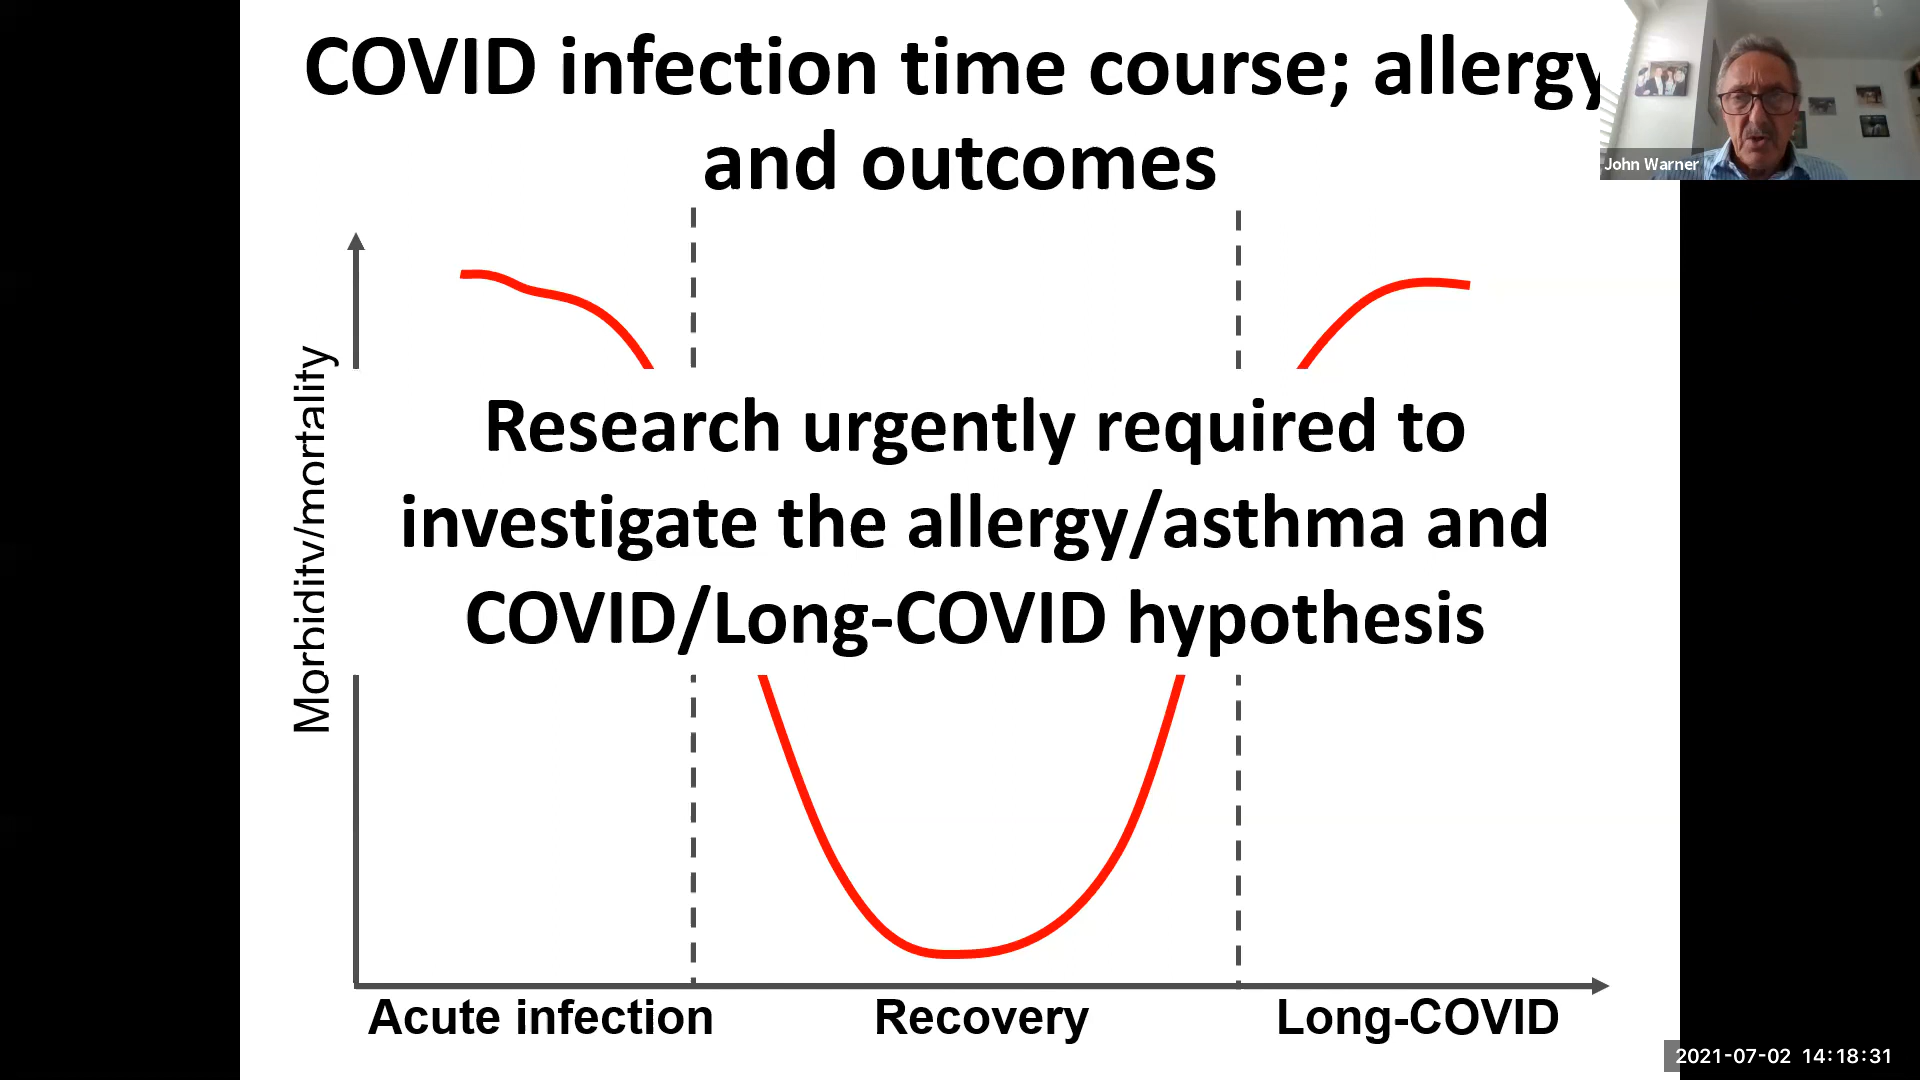 COVID infection time course; allergy
and outcomes
John Warner
Morbidity/mortality
Research urgently required to
investigate the allergy/asthma and
COVID/Long-COVID hypothesis
Acute infection
Recovery
Long-COVID
2021-07-02 14:18:31